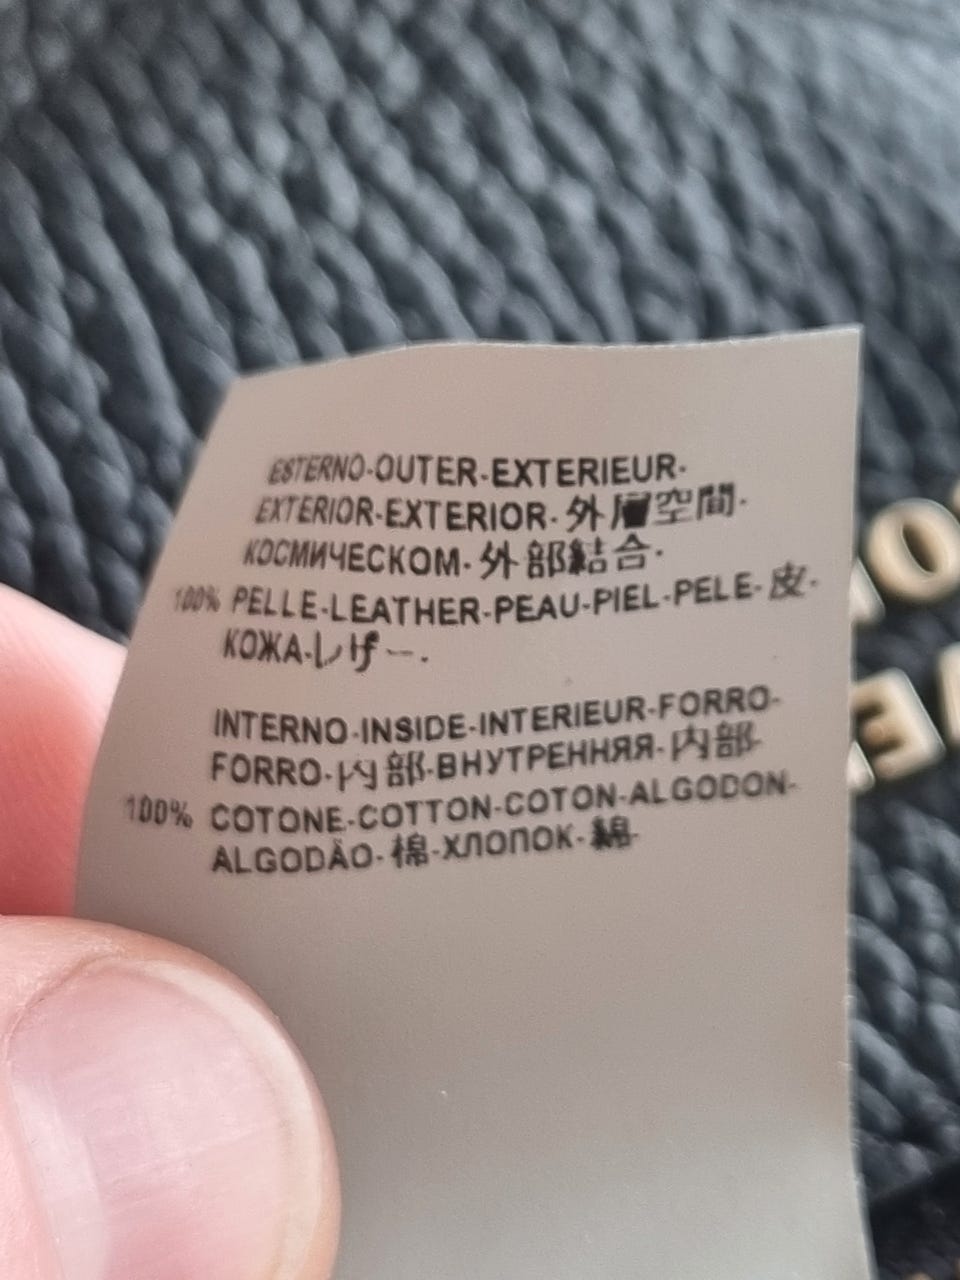 ESTERNO-OUTER-EXTERIEUR-
EXTERIOR-EXTERIOR-外層空間-
КОСМИЧЕСКОМ-外部結合-
100% PELLE-LEATHER-PEAU-PIEL-PELE-皮-
КОЖА-レザー.
INTERNO-INSIDE-INTERIEUR-FORRO-
FORRO-内部-ВНУТРЕННЯЯ-内部-
100% COTONE-COTTON-COTON-ALGODON-
ALGODÃO-棉-ХЛОПОК-綿-